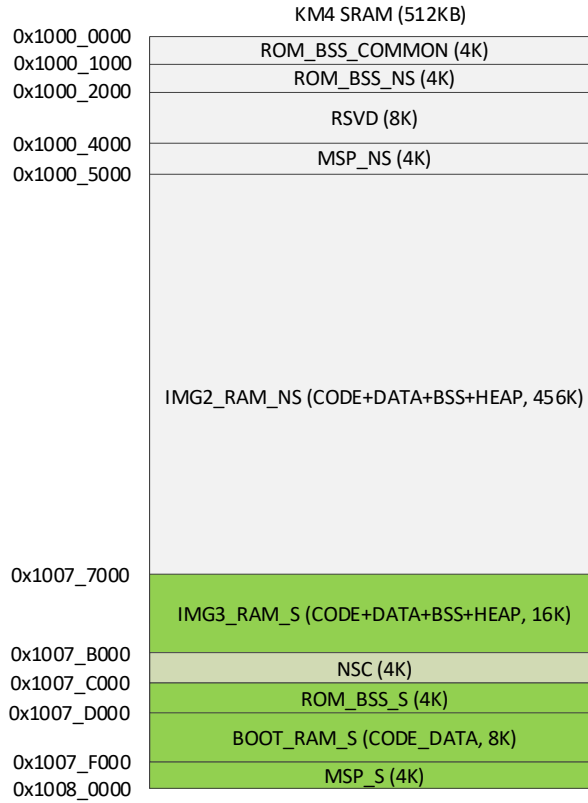 KM4 SRAM (512KB)
0x1000_0000
ROM_BSS_COMMON (4K)
0x1000_1000
ROM_BSS_NS (4K)
0x1000_2000
RSVD (8K)
0x1000_4000
MSP_NS (4K)
0x1000_5000
IMG2_RAM_NS (CODE+DATA+BSS+HEAP, 456K)
0x1007_7000
IMG3_RAM_S (CODE+DATA+BSS+HEAP, 16K)
0x1007_B000
NSC (4K)
0x1007_C000
ROM_BSS_S (4K)
0x1007_D000
BOOT_RAM_S (CODE_DATA, 8K)
0x1007_F000
MSP_S (4K)
0x1008_0000